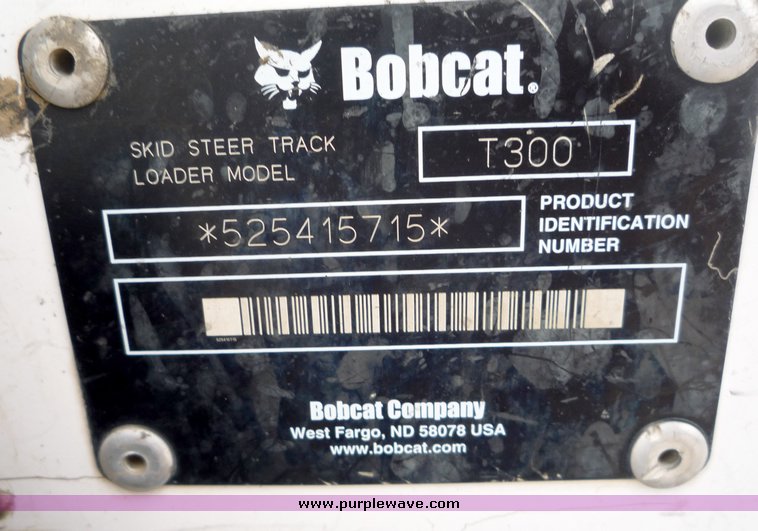 Bobcat®
SKID STEER TRACK
LOADER MODEL
T300
*525415715*
PRODUCT
IDENTIFICATION
NUMBER
Bobcat Company
West Fargo, ND 58078 USA
www.bobcat.com
www.purplewave.com